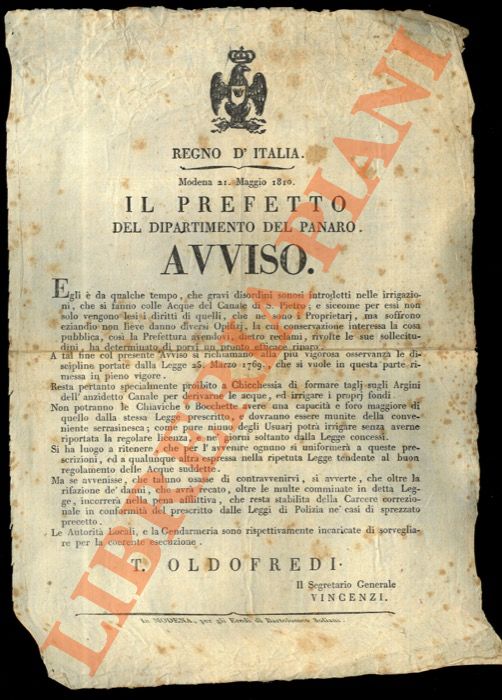 REGNO D' ITALIA.
Modena 21. Maggio 1810.
IL PREFETTO
DEL DIPARTIMENTO DEL PANARO.
AVVISO.
Egli è da qualche tempo, che gravi disordini sonosi introdotti nelle irrigazio-
ni, che si fanno colle Acque del Canale di S. Pietro; e siccome per essi non
solo vengono lesi i diritti di quelli, che ne sono i Proprietarj, ma soffrono
eziandio non lieve danno diversi Opifizj, la cui conservazione interessa la cosa
pubblica, così la Prefettura avendovi, dietro reclami, rivolte le sue sollecitu-
dini, ha determinato di porvi un pronto efficace riparo.
A tal fine col presente Avviso si richiamano alla più vigorosa osservanza le di-
scipline portate dalla Legge 26. Marzo 1769. che si vuole in questa parte ri-
messa in pieno vigore.
Resta pertanto specialmente proibito a Chicchessia di formare tagli sugli Argini
dell' anzidetto Canale per derivarne le acque, ed irrigare i proprj fondi.
Non potranno le Chiaviche o Bocchette avere una capacità e foro maggiore di
quello dalla stessa Legge prescritto, e dovranno essere munite della conve-
niente serrasinesca; come pure niuno degli Usuarj potrà irrigare senza averne
riportata la regolare licenza, e ne' giorni soltanto dalla Legge concessi.
Si ha luogo a ritenere, che per l' avvenire ognuno si uniformerà a queste pre-
scrizioni, ed a qualunque altra espressa nella ripetuta Legge tendente al buon
regolamento delle Acque suddette.
Ma se avvenisse, che taluno osasse di contravvenirvi, si avverte, che oltre la
rifazione de' danni, che avrà recato, oltre le multe comminate in detta Leg-
ge, incorrerà nella pena afflittiva, che resta stabilita della Carcere correzio-
nale in conformità del prescritto dalle Leggi di Polizia ne' casi di sprezzato
precetto.
Le Autorità Locali, e la Gendarmeria sono rispettivamente incaricate di sorveglia-
re per la coerente esecuzione.
T. OLDOFREDI.
Il Segretario Generale
VINCENZI.
In MODENA, per gli Eredi di Bartolomeo Soliani.
LIBRERIA PIANI